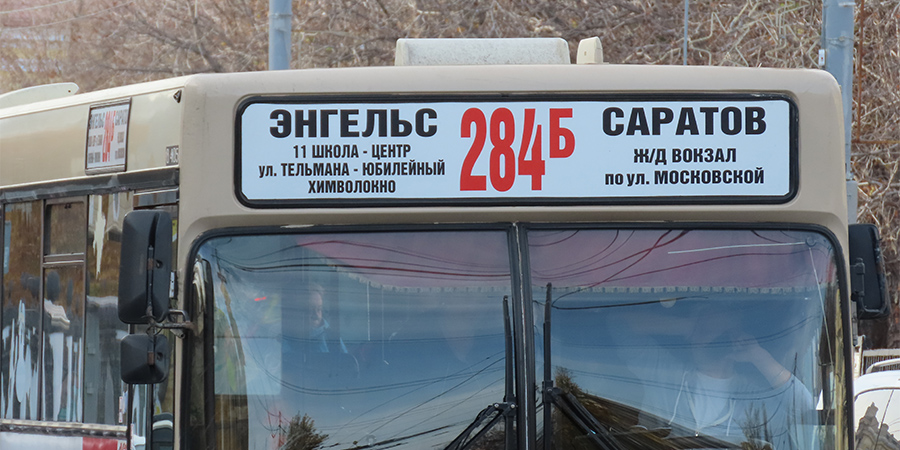 ЭНГЕЛЬС
11 ШКОЛА - ЦЕНТР
ул. ТЕЛЬМАНА - ЮБИЛЕЙНЫЙ
ХИМВОЛОКНО
284Б
САРАТОВ
Ж/Д ВОКЗАЛ
по ул. МОСКОВСКОЙ